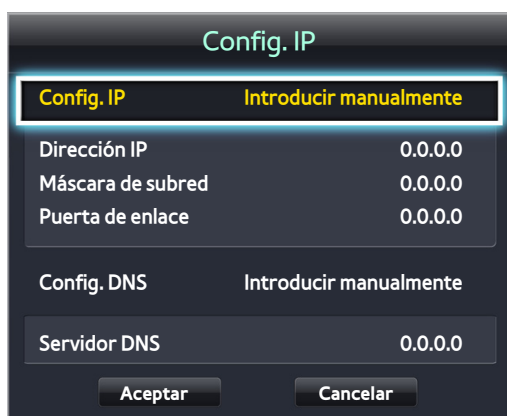 Config. IP
Config. IP Introducir manualmente
Dirección IP 0.0.0.0
Máscara de subred 0.0.0.0
Puerta de enlace 0.0.0.0
Config. DNS Introducir manualmente
Servidor DNS 0.0.0.0
Aceptar Cancelar